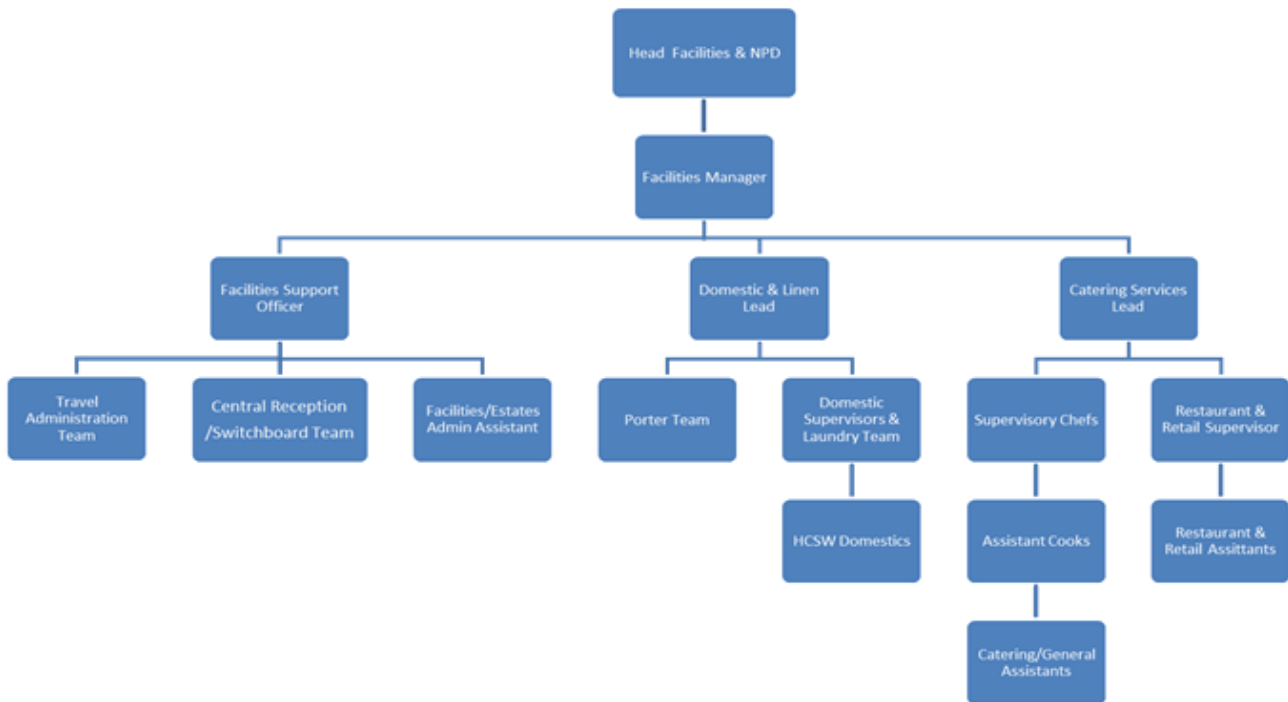 Head Facilities & NPD
Facilities Manager
Facilities Support
Officer
Domestic & Linen
Lead
Catering Services
Lead
Travel
Administration
Team
Central Reception
/Switchboard Team
Facilities/Estates
Admin Assistant
Porter Team
Domestic
Supervisors &
Laundry Team
Supervisory Chefs
Restaurant &
Retail Supervisor
HCSW Domestics
Assistant Cooks
Restaurant &
Retail Assittants
Catering/General
Assistants